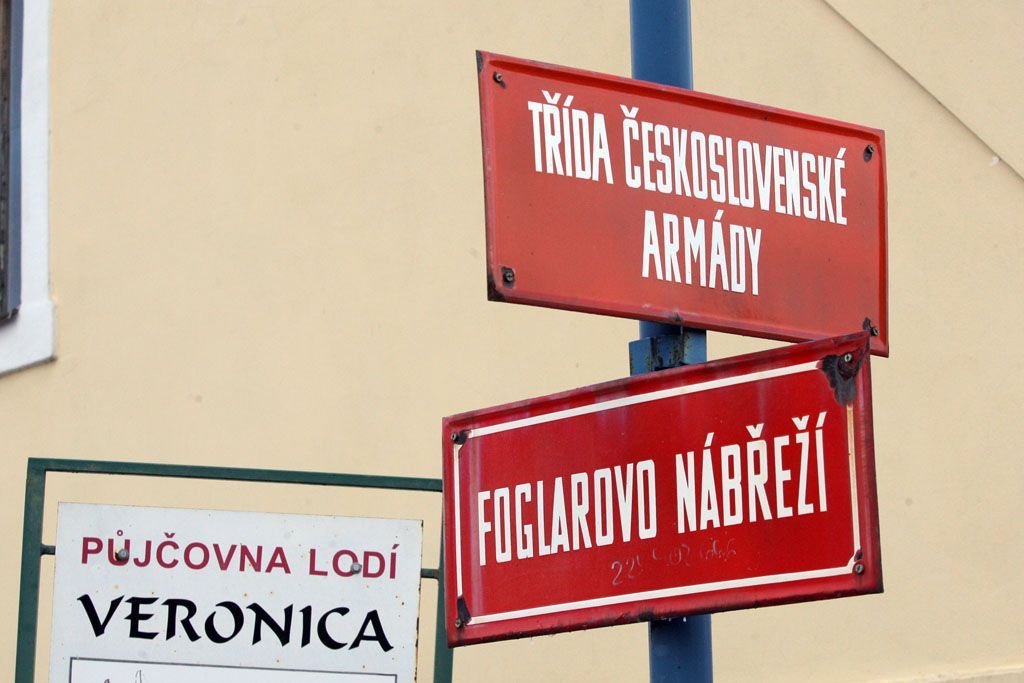 TŘÍDA ČESKOSLOVENSKÉ
ARMÁDY
FOGLAROVO NÁBŘEŽÍ
PŮJČOVNA LODÍ
VERONICA